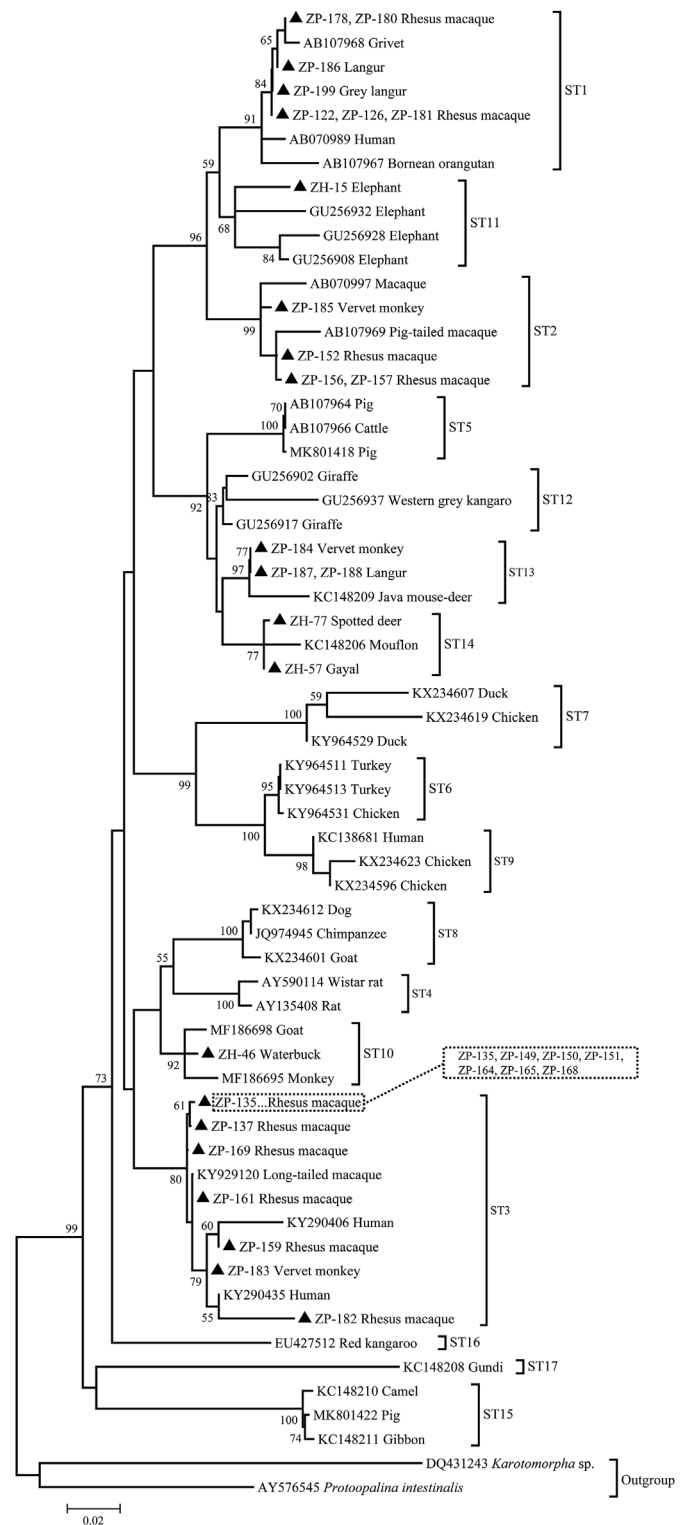 ZP-178, ZP-180 Rhesus macaque
65
AB107968 Grivet
ZP-186 Langur
84
ZP-199 Grey langur
ST1
ZP-122, ZP-126, ZP-181 Rhesus macaque
91
AB070989 Human
AB107967 Bornean orangutan
59
ZH-15 Elephant
GU256932 Elephant
ST11
68
GU256928 Elephant
96
84
GU256908 Elephant
AB070997 Macaque
ZP-185 Vervet monkey
99
AB107969 Pig-tailed macaque
ST2
ZP-152 Rhesus macaque
ZP-156, ZP-157 Rhesus macaque
70
AB107964 Pig
100
AB107966 Cattle
ST5
MK801418 Pig
GU256902 Giraffe
83
92
GU256937 Western grey kangaro
ST12
GU256917 Giraffe
77
ZP-184 Vervet monkey
97
ZP-187, ZP-188 Langur
ST13
KC148209 Java mouse-deer
ZH-77 Spotted deer
KC148206 Mouflon
ST14
77
ZH-57 Gayal
59
KX234607 Duck
100
KX234619 Chicken
ST7
KY964529 Duck
99
KY964511 Turkey
95
KY964513 Turkey
ST6
KY964531 Chicken
100
KC138681 Human
98
KX234623 Chicken
ST9
KX234596 Chicken
KX234612 Dog
100
JQ974945 Chimpanzee
ST8
KX234601 Goat
55
AY590114 Wistar rat
ST4
100
AY135408 Rat
MF186698 Goat
ZH-46 Waterbuck
ST10
92
MF186695 Monkey
ZP-135, ZP-149, ZP-150, ZP-151,
ZP-164, ZP-165, ZP-168
73
61
ZP-135...Rhesus macaque
ZP-137 Rhesus macaque
ZP-169 Rhesus macaque
80
KY929120 Long-tailed macaque
ZP-161 Rhesus macaque
ST3
60
KY290406 Human
ZP-159 Rhesus macaque
99
ZP-183 Vervet monkey
79
KY290435 Human
55
ZP-182 Rhesus macaque
EU427512 Red kangaroo
ST16
KC148208 Gundi
ST17
KC148210 Camel
100
MK801422 Pig
ST15
74
KC148211 Gibbon
DQ431243 Karotomorpha sp.
Outgroup
AY576545 Protoopalina intestinalis
0.02